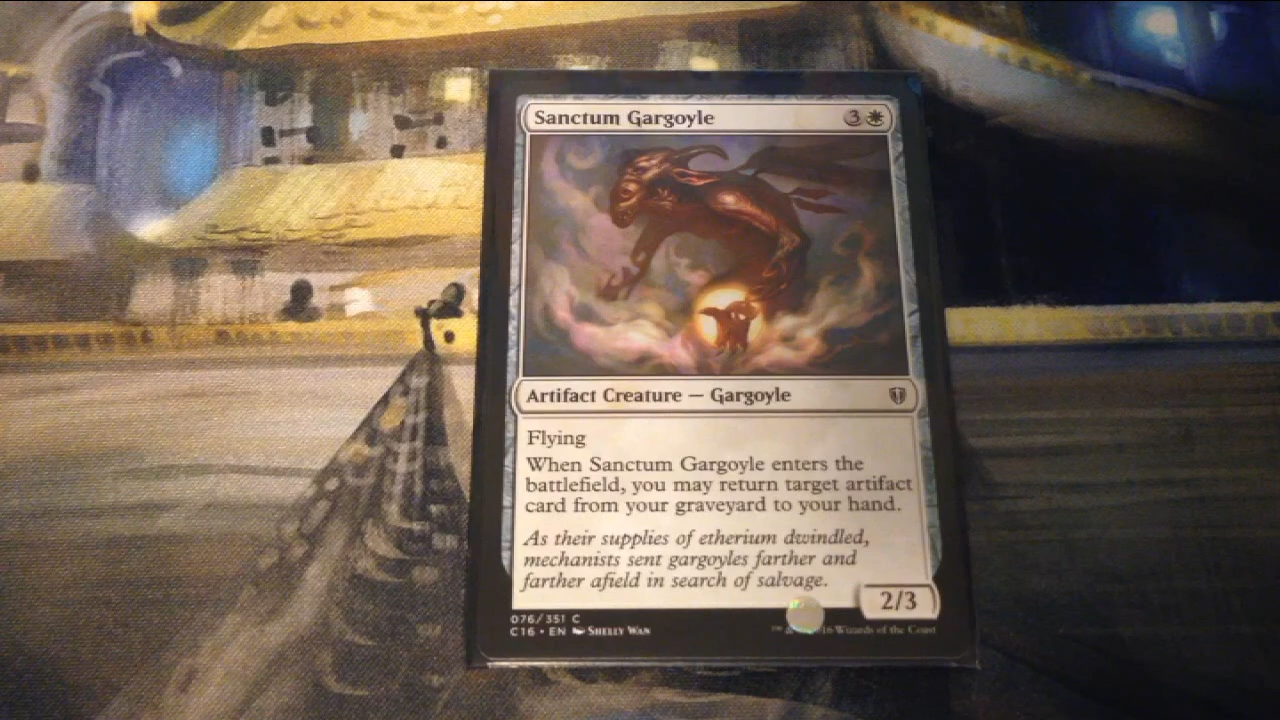 Sanctum Gargoyle 3
Artifact Creature — Gargoyle
Flying
When Sanctum Gargoyle enters the
battlefield, you may return target artifact
card from your graveyard to your hand.
As their supplies of etherium dwindled,
mechanists sent gargoyles farther and
farther afield in search of salvage.
2/3
076/351 C
C16 • EN SHELLY WAN
16 Wizards of the Coast